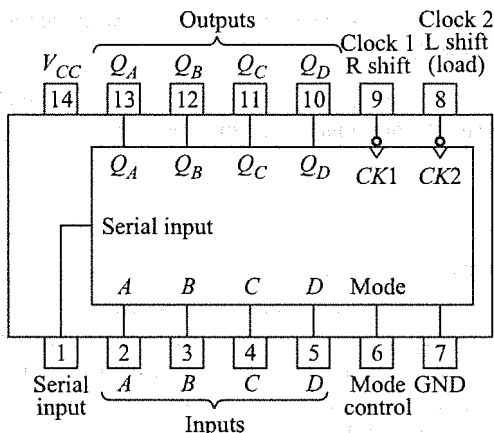 Outputs
Clock 1
R shift
Clock 2
L shift
(load)
V_CC Q_A Q_B Q_C Q_D
14 13 12 11 10 9 8
Q_A Q_B Q_C Q_D CK1 CK2
Serial input
A B C D Mode
1 2 3 4 5 6 7
Serial
input
A B C D
Mode
control
GND
Inputs